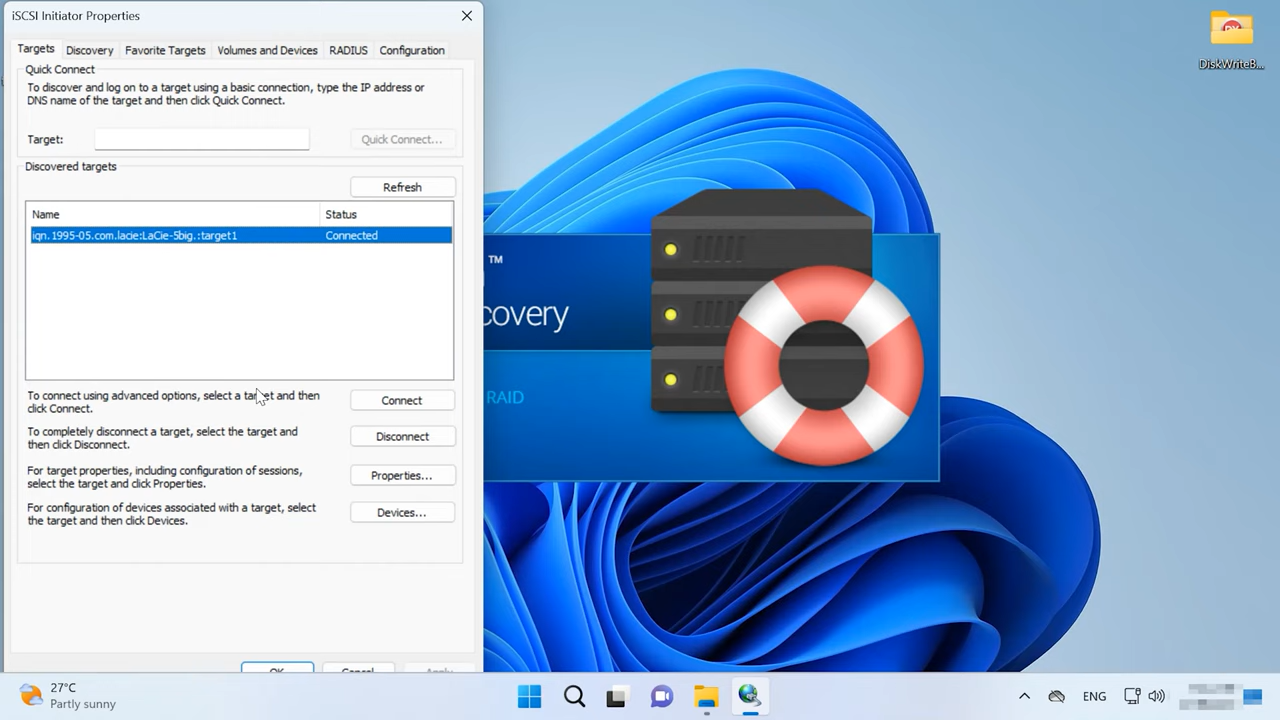 iSCSI Initiator Properties
Targets Discovery Favorite Targets Volumes and Devices RADIUS Configuration
Quick Connect
To discover and log on to a target using a basic connection, type the IP address or
DNS name of the target and then click Quick Connect.
Target:
Quick Connect...
Discovered targets
Refresh
Name Status
iqn.1995-05.com.lacie:LaCie-5big.:target1 Connected
To connect using advanced options, select a target and then
click Connect.
Connect
To completely disconnect a target, select the target and
then click Disconnect.
Disconnect
For target properties, including configuration of sessions,
select the target and click Properties.
Properties...
For configuration of devices associated with a target, select
the target and then click Devices.
Devices...
OK Cancel Apply
DiskWriteB...
TM
covery
RAID
27°C
Partly sunny
ENG